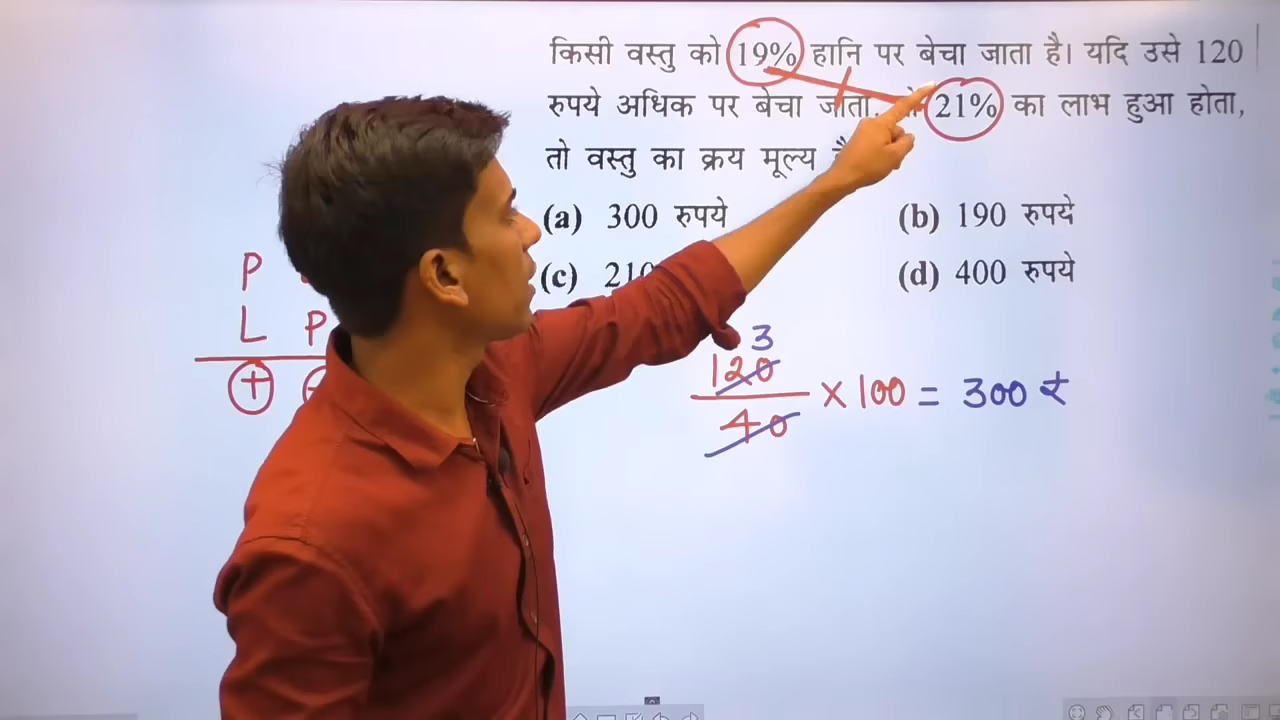 किसी वस्तु को 19% हानि पर बेचा जाता है। यदि उसे 120
रुपये अधिक पर बेचा जाता, 21% का लाभ हुआ होता,
तो वस्तु का क्रय मूल्य
(a) 300 रुपये (b) 190 रुपये
(c) (d) 400 रुपये
P
L P
+
3
120
40
× 100 = 300 ₹